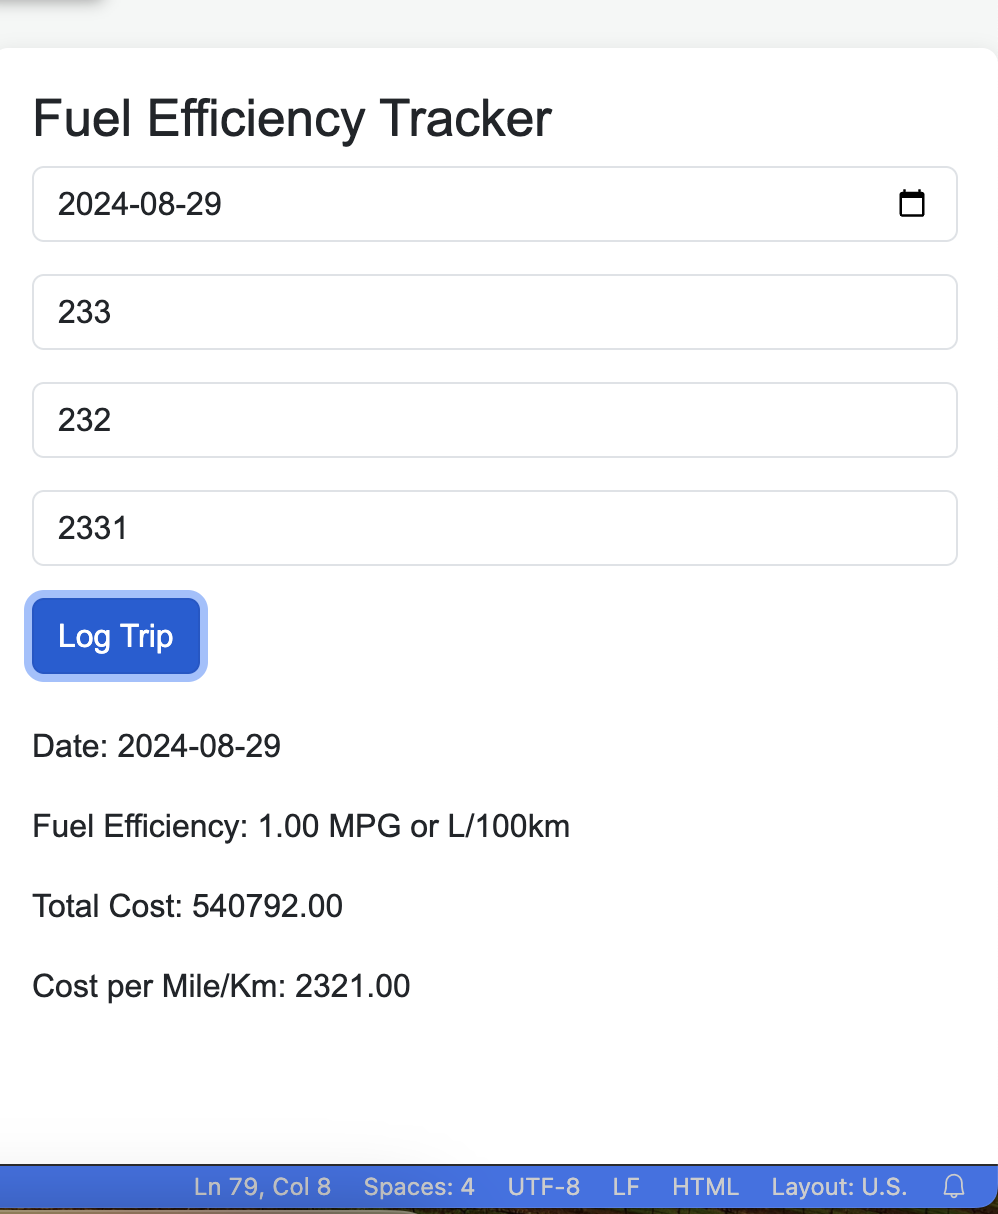 Fuel Efficiency Tracker
2024-08-29
233
232
2331
Log Trip
Date: 2024-08-29
Fuel Efficiency: 1.00 MPG or L/100km
Total Cost: 540792.00
Cost per Mile/Km: 2321.00
Ln 79, Col 8 Spaces: 4 UTF-8 LF HTML Layout: U.S.